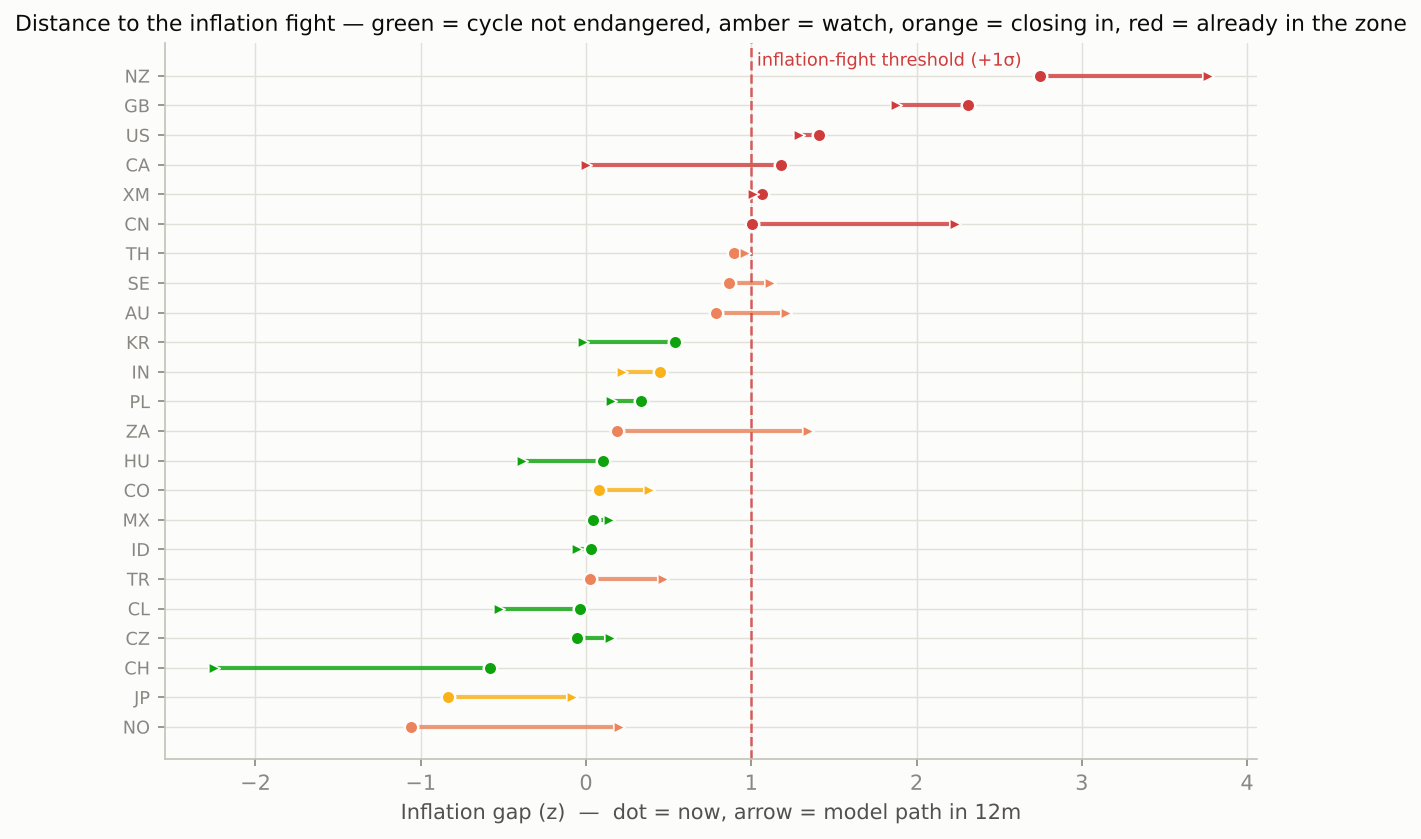 Distance to the inflation fight — green = cycle not endangered, amber = watch, orange = closing in, red = already in the zone
inflation-fight threshold (+1σ)
NZ
GB
US
CA
XM
CN
TH
SE
AU
KR
IN
PL
ZA
HU
CO
MX
ID
TR
CL
CZ
CH
JP
NO
−2 −1 0 1 2 3 4
Inflation gap (z) — dot = now, arrow = model path in 12m